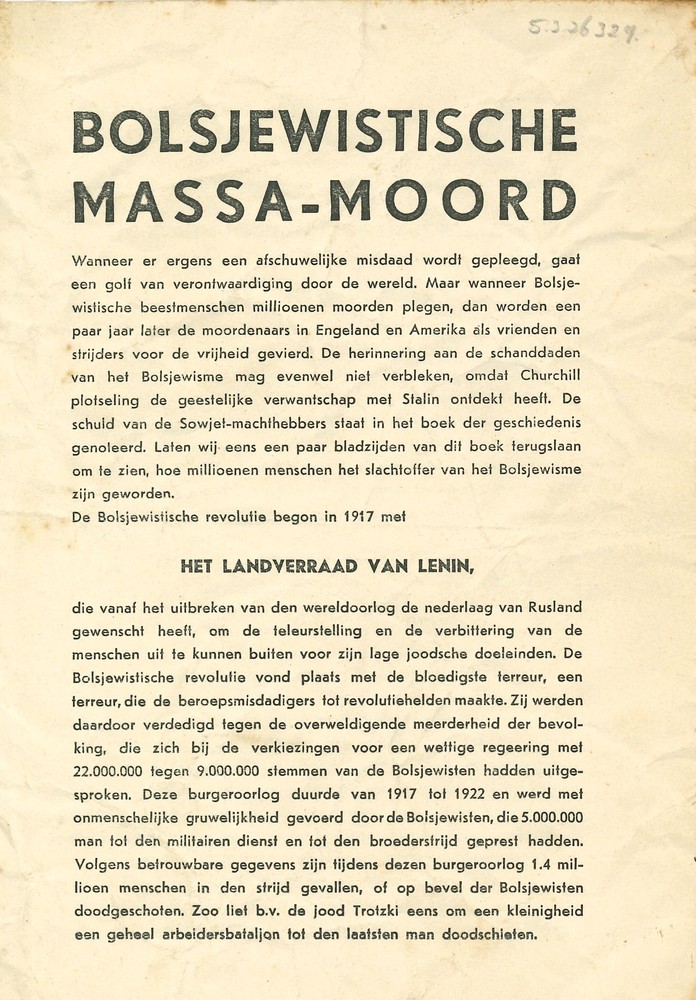 5.3.26327.
BOLSJEWISTISCHE
MASSA-MOORD
Wanneer er ergens een afschuwelijke misdaad wordt gepleegd, gaat
een golf van verontwaardiging door de wereld. Maar wanneer Bolsje-
wistische beestmenschen millioenen moorden plegen, dan worden een
paar jaar later de moordenaars in Engeland en Amerika als vrienden en
strijders voor de vrijheid gevierd. De herinnering aan de schanddaden
van het Bolsjewisme mag evenwel niet verbleken, omdat Churchill
plotseling de geestelijke verwantschap met Stalin ontdekt heeft. De
schuld van de Sowjet-machthebbers staat in het boek der geschiedenis
genoteerd. Laten wij eens een paar bladzijden van dit boek terugslaan
om te zien, hoe millioenen menschen het slachtoffer van het Bolsjewisme
zijn geworden.
De Bolsjewistische revolutie begon in 1917 met
HET LANDVERRAAD VAN LENIN,
die vanaf het uitbreken van den wereldoorlog de nederlaag van Rusland
gewenscht heeft, om de teleurstelling en de verbittering van de
menschen uit te kunnen buiten voor zijn lage joodsche doeleinden. De
Bolsjewistische revolutie vond plaats met de bloedigste terreur, een
terreur, die de beroepsmisdadigers tot revolutiehelden maakte. Zij werden
daardoor verdedigd tegen de overweldigende meerderheid der bevol-
king, die zich bij de verkiezingen voor een wettige regeering met
22.000.000 tegen 9.000.000 stemmen van de Bolsjewisten hadden uitge-
sproken. Deze burgeroorlog duurde van 1917 tot 1922 en werd met
onmenschelijke gruwelijkheid gevoerd door de Bolsjewisten, die 5.000.000
man tot den militairen dienst en tot den broederstrijd geprest hadden.
Volgens betrouwbare gegevens zijn tijdens dezen burgeroorlog 1.4 mil-
lioen menschen in den strijd gevallen, of op bevel der Bolsjewisten
doodgeschoten. Zoo liet b.v. de jood Trotzki eens om een kleinigheid
een geheel arbeidersbataljon tot den laatsten man doodschieten.